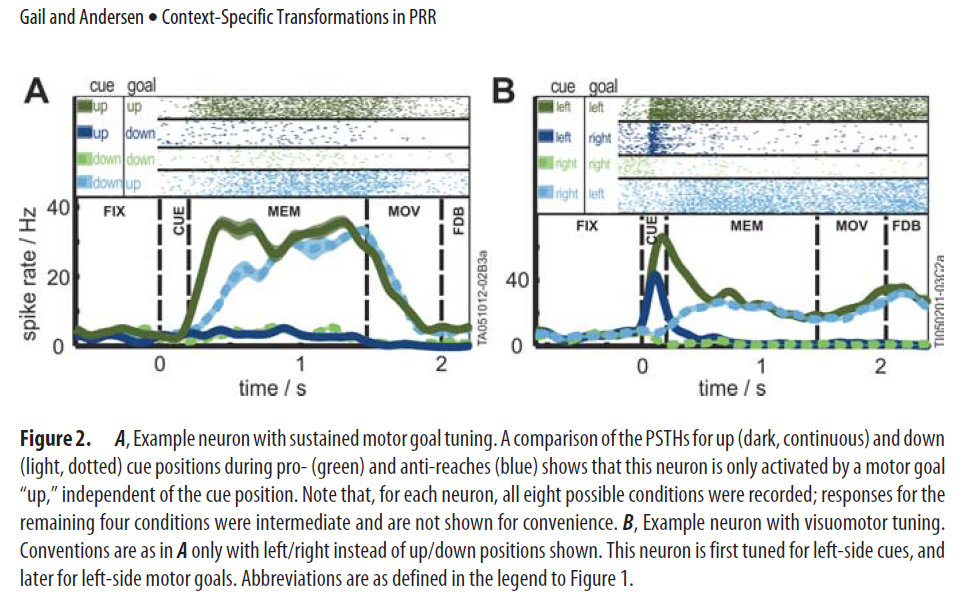 Gail and Andersen • Context-Specific Transformations in PRR
A
cue goal
up up
up down
down down
down up
40
20
0
spike rate / Hz
FIX
CUE
MEM
MOV
FDB
0 1 2
time / s
TA051012-02B3a
B
cue goal
left left
left right
right right
right left
40
0
FIX
CUE
MEM
MOV
FDB
0 1 2
time / s
Figure 2. A, Example neuron with sustained motor goal tuning. A comparison of the PSTHs for up (dark, continuous) and down
(light, dotted) cue positions during pro- (green) and anti-reaches (blue) shows that this neuron is only activated by a motor goal
“up,” independent of the cue position. Note that, for each neuron, all eight possible conditions were recorded; responses for the
remaining four conditions were intermediate and are not shown for convenience. B, Example neuron with visuomotor tuning.
Conventions are as in A only with left/right instead of up/down positions shown. This neuron is first tuned for left-side cues, and
later for left-side motor goals. Abbreviations are as defined in the legend to Figure 1.